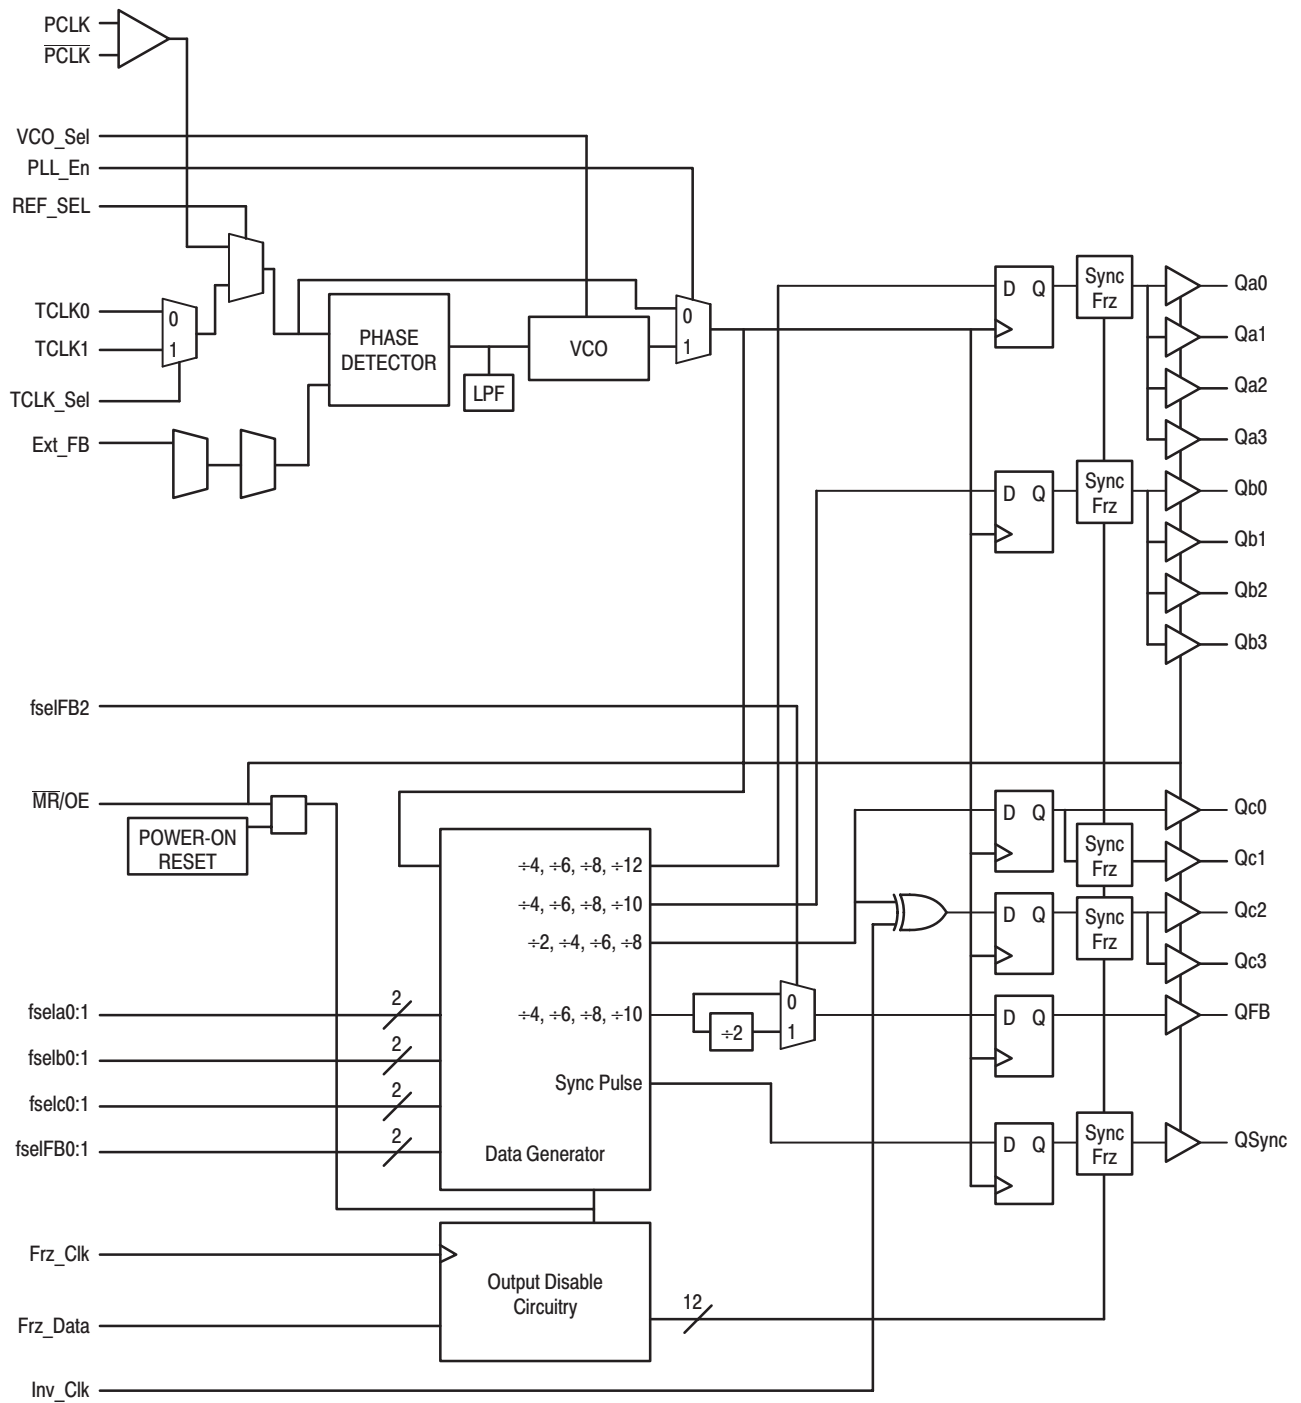 PCLK
PCLK
VCO_Sel
PLL_En
REF_SEL
TCLK0
TCLK1
TCLK_Sel
Ext_FB
0
1
PHASE
DETECTOR
LPF
VCO
0
1
D Q
Sync
Frz
Qa0
Qa1
Qa2
Qa3
D Q
Sync
Frz
Qb0
Qb1
Qb2
Qb3
fselFB2
MR/OE
POWER-ON
RESET
÷4, ÷6, ÷8, ÷12
÷4, ÷6, ÷8, ÷10
÷2, ÷4, ÷6, ÷8
÷4, ÷6, ÷8, ÷10
Sync Pulse
Data Generator
0
1
÷2
D Q
Sync
Frz
Qc0
Qc1
D Q
Sync
Frz
Qc2
Qc3
D Q
QFB
D Q
Sync
Frz
QSync
fsela0:1
2
fselb0:1
2
fselc0:1
2
fselFB0:1
2
Frz_Clk
Frz_Data
Output Disable
Circuitry
12
Inv_Clk